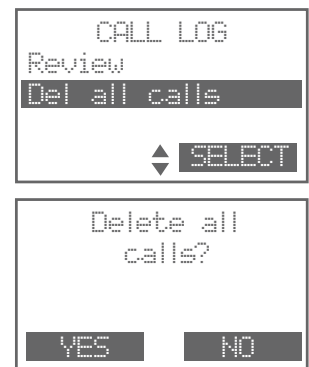 CALL LOG
Review
Del all calls
SELECT
Delete all
calls?
YES NO